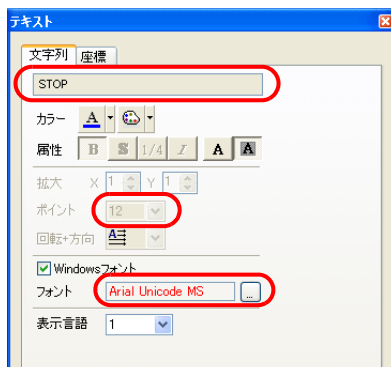 テキスト
文字列 座標
STOP
カラー A
属性 B S 1/4 I A A
拡大 X 1 Y 1
ポイント 12
回転+方向 A
Windowsフォント
フォント Arial Unicode MS ...
表示言語 1